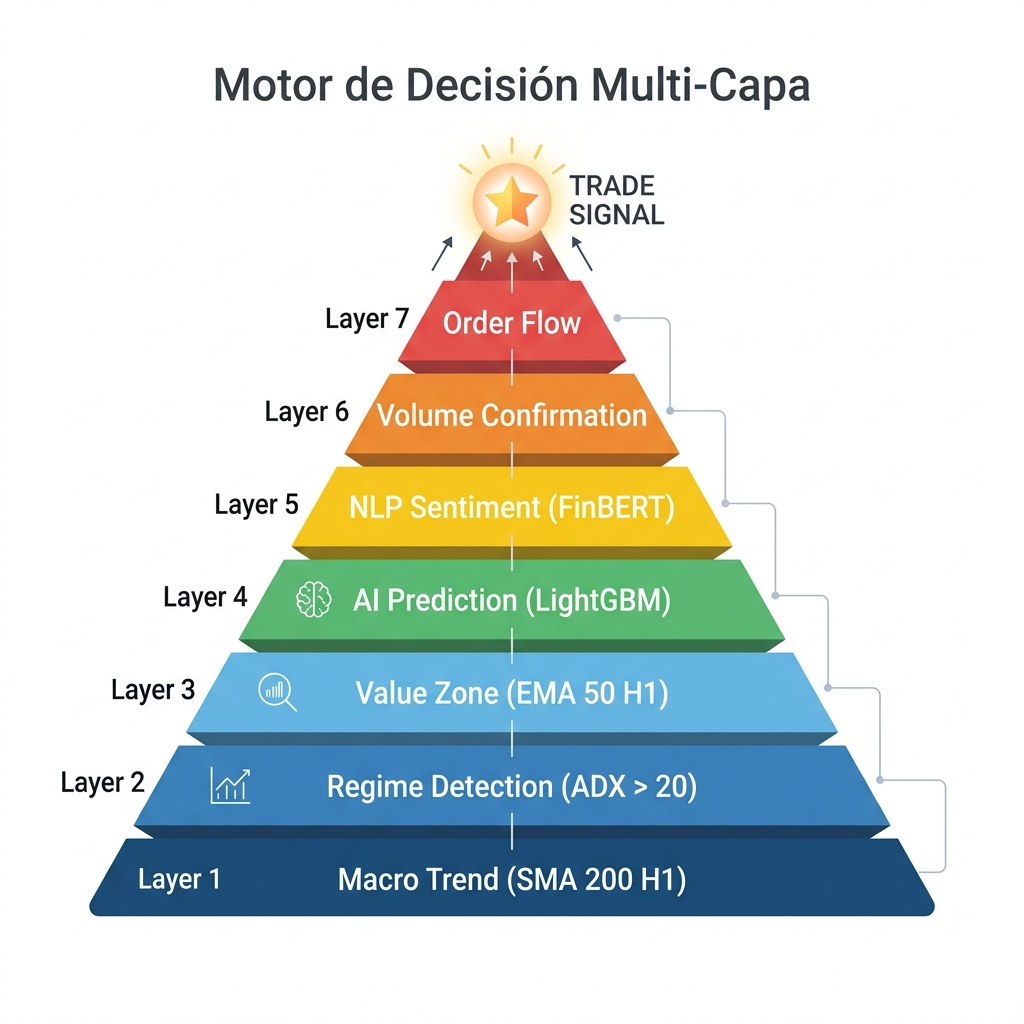 Motor de Decisión Multi-Capa
TRADE
SIGNAL
Layer 7
Order Flow
Layer 6
Volume Confirmation
Layer 5
NLP Sentiment (FinBERT)
Layer 4
AI Prediction (LightGBM)
Layer 3
Value Zone (EMA 50 H1)
Layer 2
Regime Detection (ADX > 20)
Layer 1
Macro Trend (SMA 200 H1)